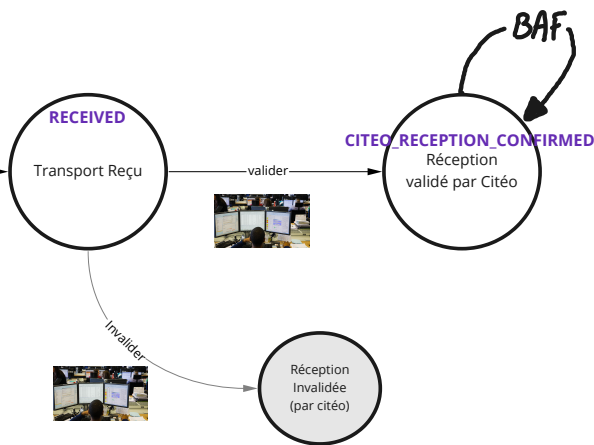 BAF
RECEIVED
Transport Reçu
valider
CITEO_RECEPTION_CONFIRMED
Réception
validé par Citéo
Invalider
Réception
Invalidée
(par citéo)